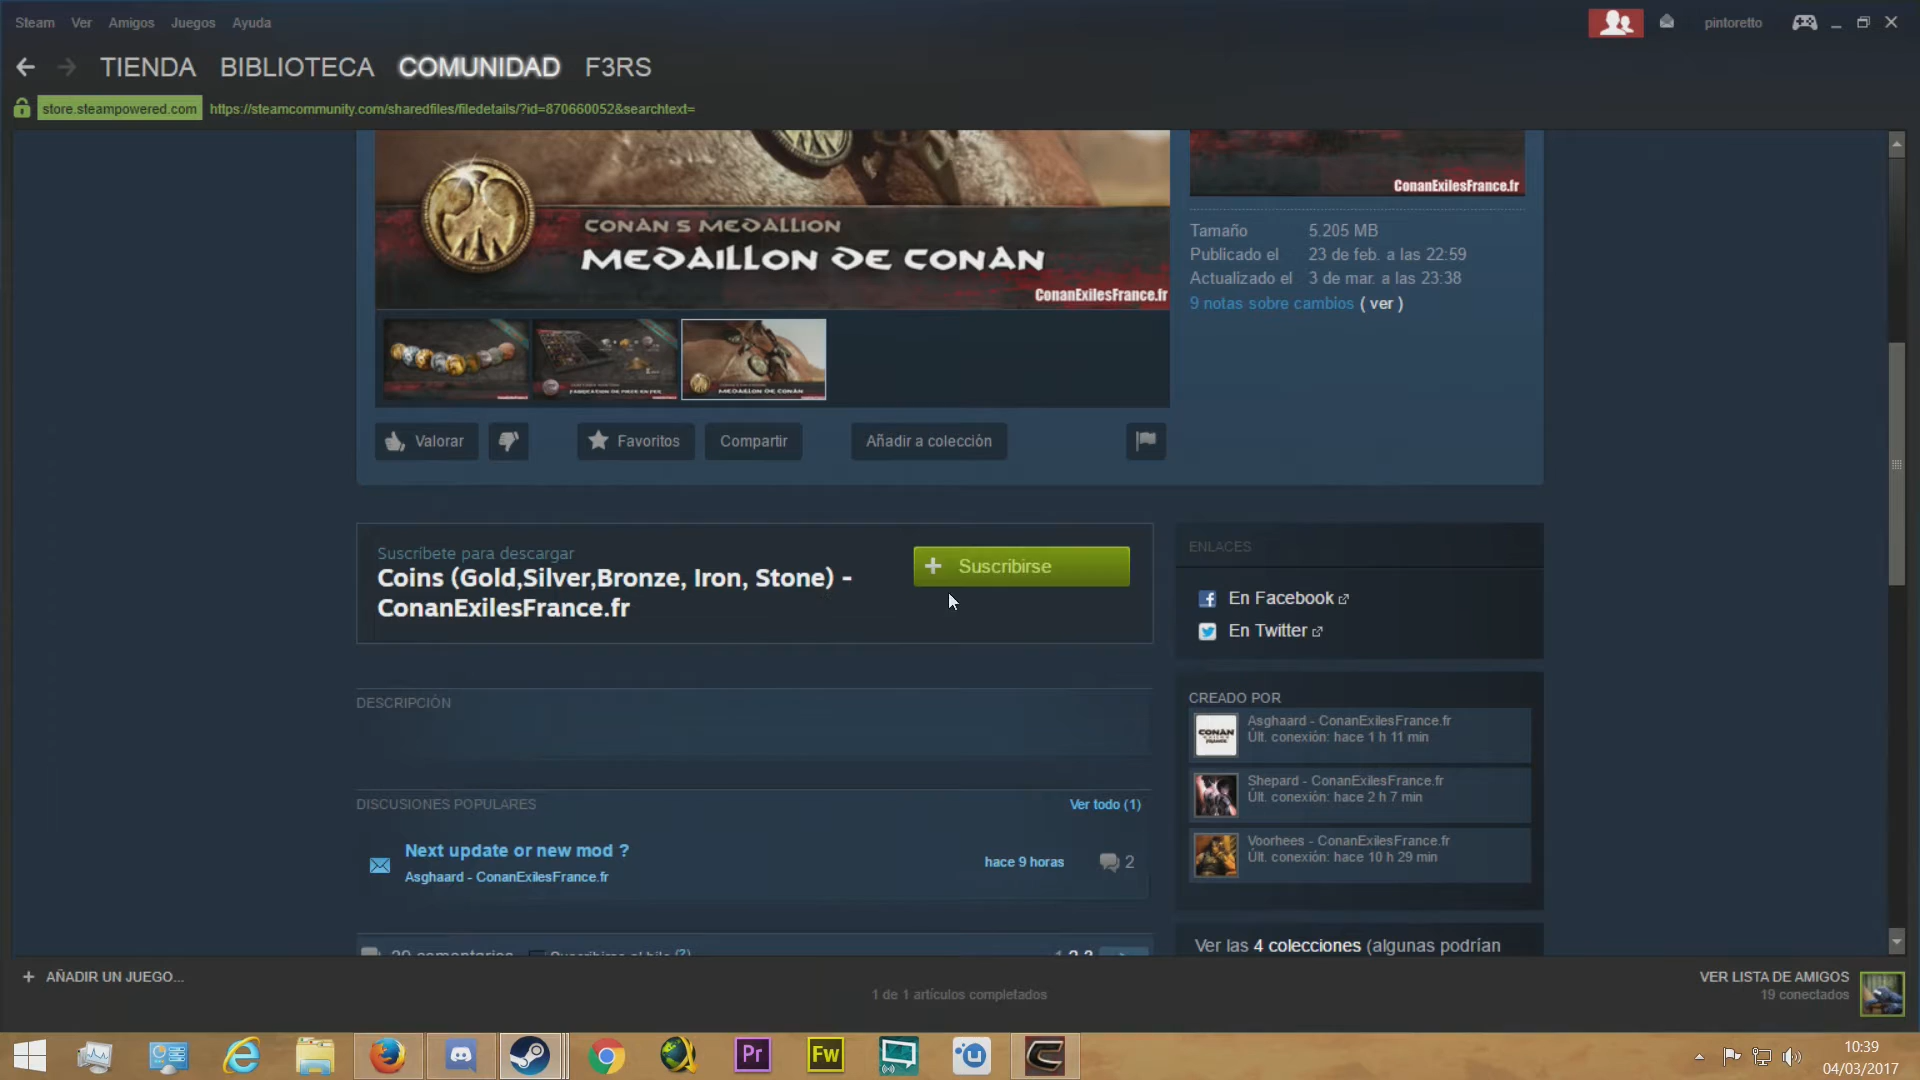 Steam Ver Amigos Juegos Ayuda
pintoretto
TIENDA BIBLIOTECA COMUNIDAD F3RS
store.steampowered.com https://steamcommunity.com/sharedfiles/filedetails/?id=870660052&searchtext=
CONAN S MEDALLION
MEDAILLON DE CONAN
ConanExilesFrance.fr
ConanExilesFrance.fr
Tamaño 5.205 MB
Publicado el 23 de feb. a las 22:59
Actualizado el 3 de mar. a las 23:38
9 notas sobre cambios ( ver )
MEDAILLON DE CONAN
Valorar Favoritos Compartir Añadir a colección
Suscríbete para descargar
Coins (Gold,Silver,Bronze, Iron, Stone) -
ConanExilesFrance.fr
Suscribirse
ENLACES
En Facebook
En Twitter
DESCRIPCIÓN
CREADO POR
Asghaard - ConanExilesFrance.fr
Últ. conexión: hace 1 h 11 min
Shepard - ConanExilesFrance.fr
Últ. conexión: hace 2 h 7 min
Voorhees - ConanExilesFrance.fr
Últ. conexión: hace 10 h 29 min
DISCUSIONES POPULARES Ver todo (1)
Next update or new mod ?
Asghaard - ConanExilesFrance.fr
hace 9 horas 2
Ver las 4 colecciones (algunas podrían
AÑADIR UN JUEGO...
1 de 1 artículos completados
VER LISTA DE AMIGOS
19 conectados
Pr Fw
10:39
04/03/2017